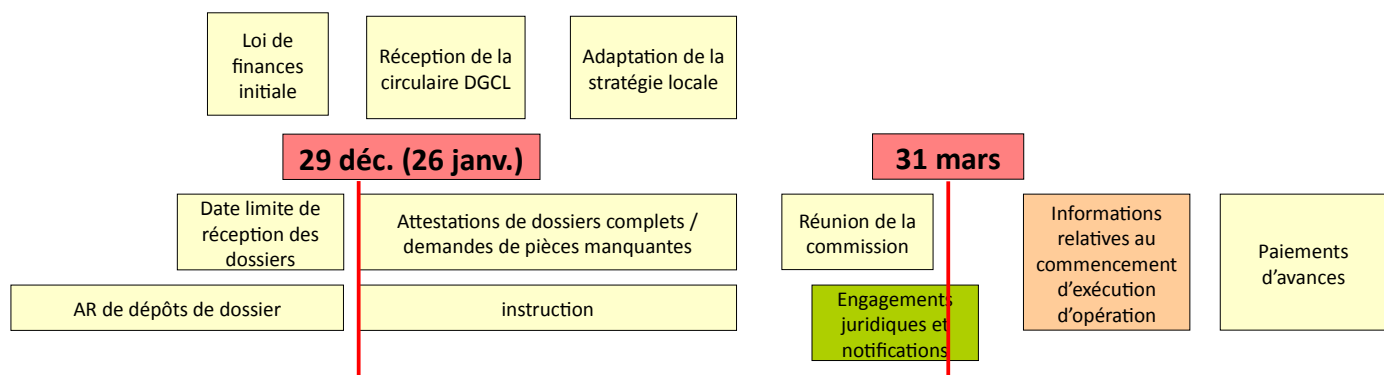 Loi de
finances
initiale
Réception de la
circulaire DGCL
Adaptation de la
stratégie locale
29 déc. (26 janv.)
31 mars
Date limite de
réception des
dossiers
Attestations de dossiers complets /
demandes de pièces manquantes
Réunion de la
commission
Informations
relatives au
commencement
d’exécution
d’opération
Paiements
d’avances
AR de dépôts de dossier
instruction
Engagements
juridiques et
notifications